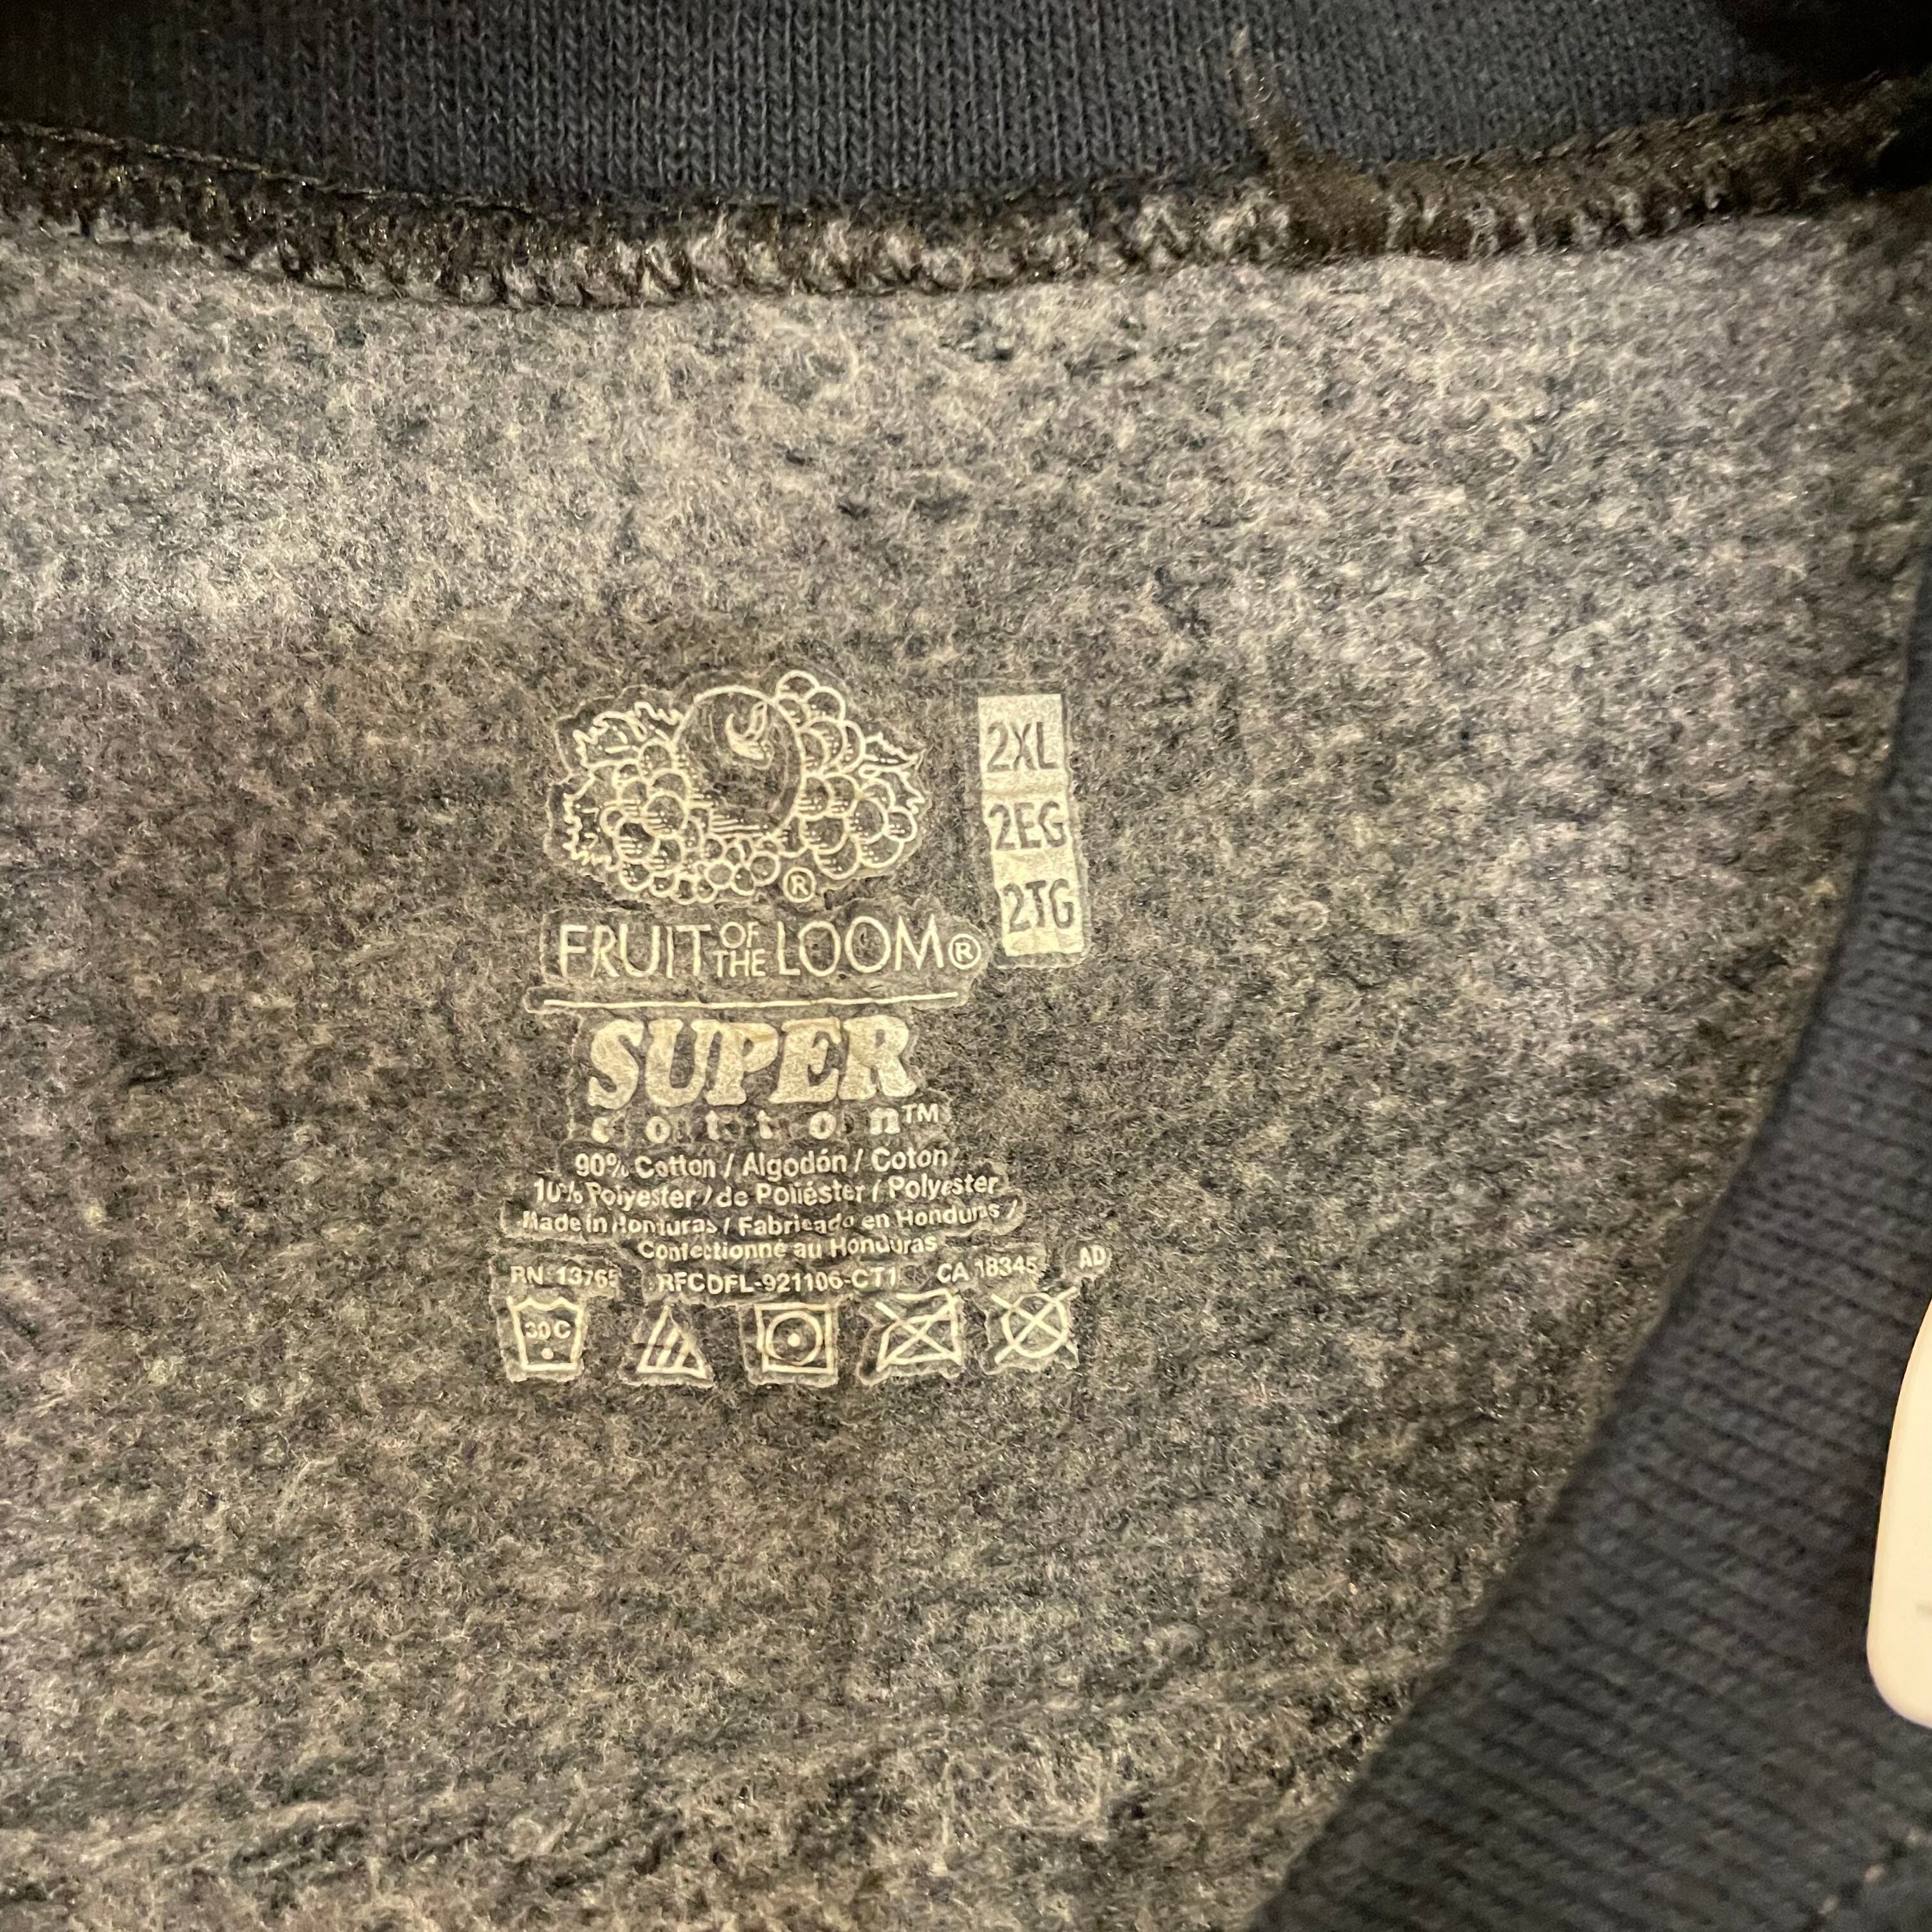 ®
2XL
2EG
2TG
FRUIT OF THE LOOM®
SUPER
cotton™
90% Cotton / Algodón / Coton
10% Polyester / de Poliéster / Polyester
Made in Honduras / Fabricado en Honduras /
Confectionné au Honduras
RN 13765 RFCDFL-921106-CT1 CA 18345 AD
30°C